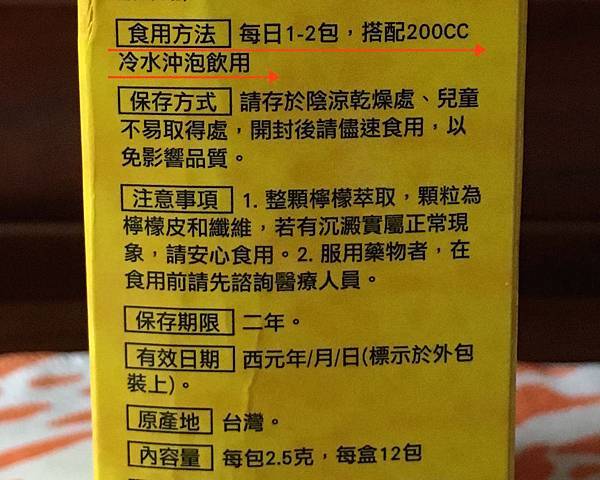 食用方法 每日1-2包，搭配200CC
冷水沖泡飲用
保存方式 請存於陰涼乾燥處、兒童
不易取得處，開封後請儘速食用，以
免影響品質。
注意事項 1. 整顆檸檬萃取，顆粒為
檸檬皮和纖維，若有沉澱實屬正常現
象，請安心食用。2. 服用藥物者，在
食用前請先諮詢醫療人員。
保存期限 二年。
有效日期 西元年/月/日(標示於外包
裝上)。
原產地 台灣。
內容量 每包2.5克，每盒12包